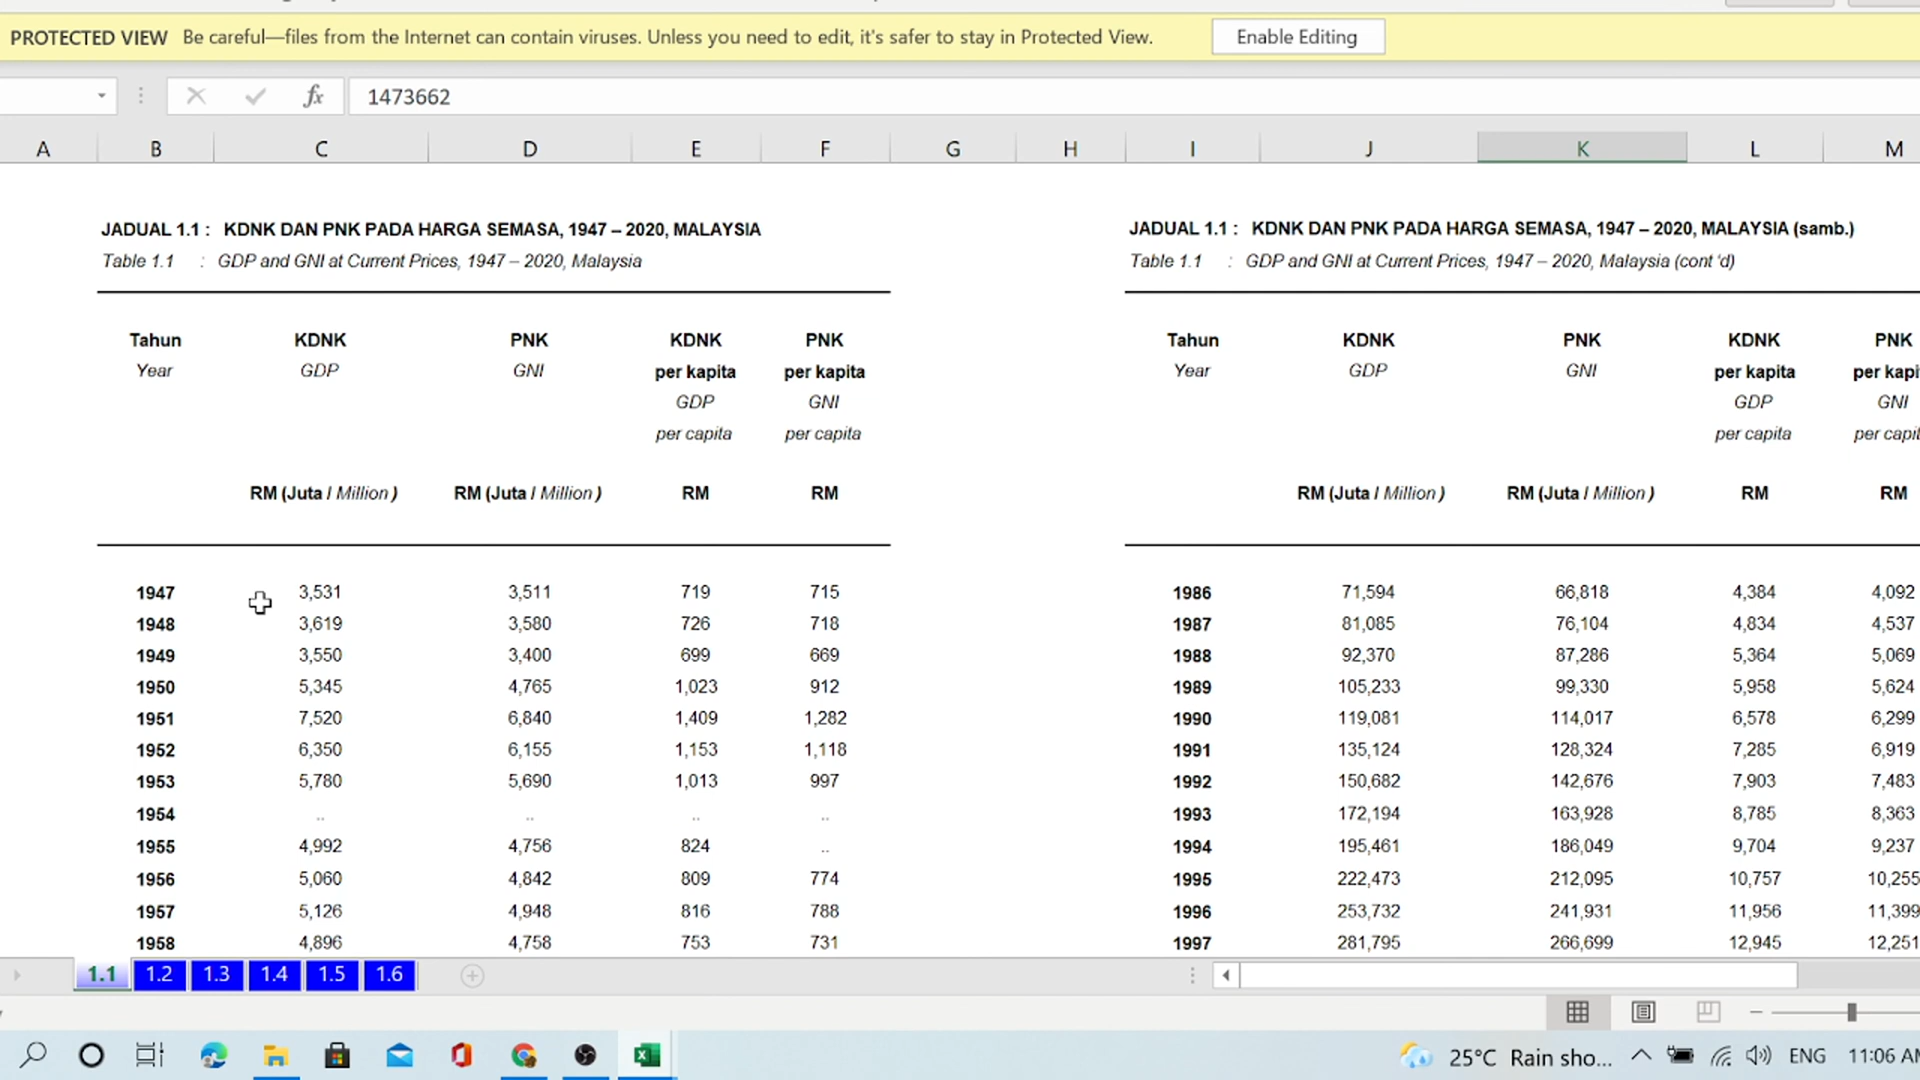 PROTECTED VIEW Be careful—files from the Internet can contain viruses. Unless you need to edit, it's safer to stay in Protected View. Enable Editing
fx 1473662
A B C D E F G H I J K L M
JADUAL 1.1 : KDNK DAN PNK PADA HARGA SEMASA, 1947 – 2020, MALAYSIA
Table 1.1 : GDP and GNI at Current Prices, 1947 – 2020, Malaysia
Tahun KDNK PNK KDNK PNK
Year GDP GNI per kapita per kapita
GDP GNI
per capita per capita
RM (Juta / Million ) RM (Juta / Million ) RM RM
1947 3,531 3,511 719 715
1948 3,619 3,580 726 718
1949 3,550 3,400 699 669
1950 5,345 4,765 1,023 912
1951 7,520 6,840 1,409 1,282
1952 6,350 6,155 1,153 1,118
1953 5,780 5,690 1,013 997
1954 .. .. .. ..
1955 4,992 4,756 824 ..
1956 5,060 4,842 809 774
1957 5,126 4,948 816 788
1958 4,896 4,758 753 731
JADUAL 1.1 : KDNK DAN PNK PADA HARGA SEMASA, 1947 – 2020, MALAYSIA (samb.)
Table 1.1 : GDP and GNI at Current Prices, 1947 – 2020, Malaysia (cont 'd)
Tahun KDNK PNK KDNK PNK
Year GDP GNI per kapita per kapi
GDP GNI
per capita per capit
RM (Juta / Million ) RM (Juta / Million ) RM RM
1986 71,594 66,818 4,384 4,092
1987 81,085 76,104 4,834 4,537
1988 92,370 87,286 5,364 5,069
1989 105,233 99,330 5,958 5,624
1990 119,081 114,017 6,578 6,299
1991 135,124 128,324 7,285 6,919
1992 150,682 142,676 7,903 7,483
1993 172,194 163,928 8,785 8,363
1994 195,461 186,049 9,704 9,237
1995 222,473 212,095 10,757 10,255
1996 253,732 241,931 11,956 11,399
1997 281,795 266,699 12,945 12,251
1.1 1.2 1.3 1.4 1.5 1.6
25°C Rain sho... ENG 11:06 AM